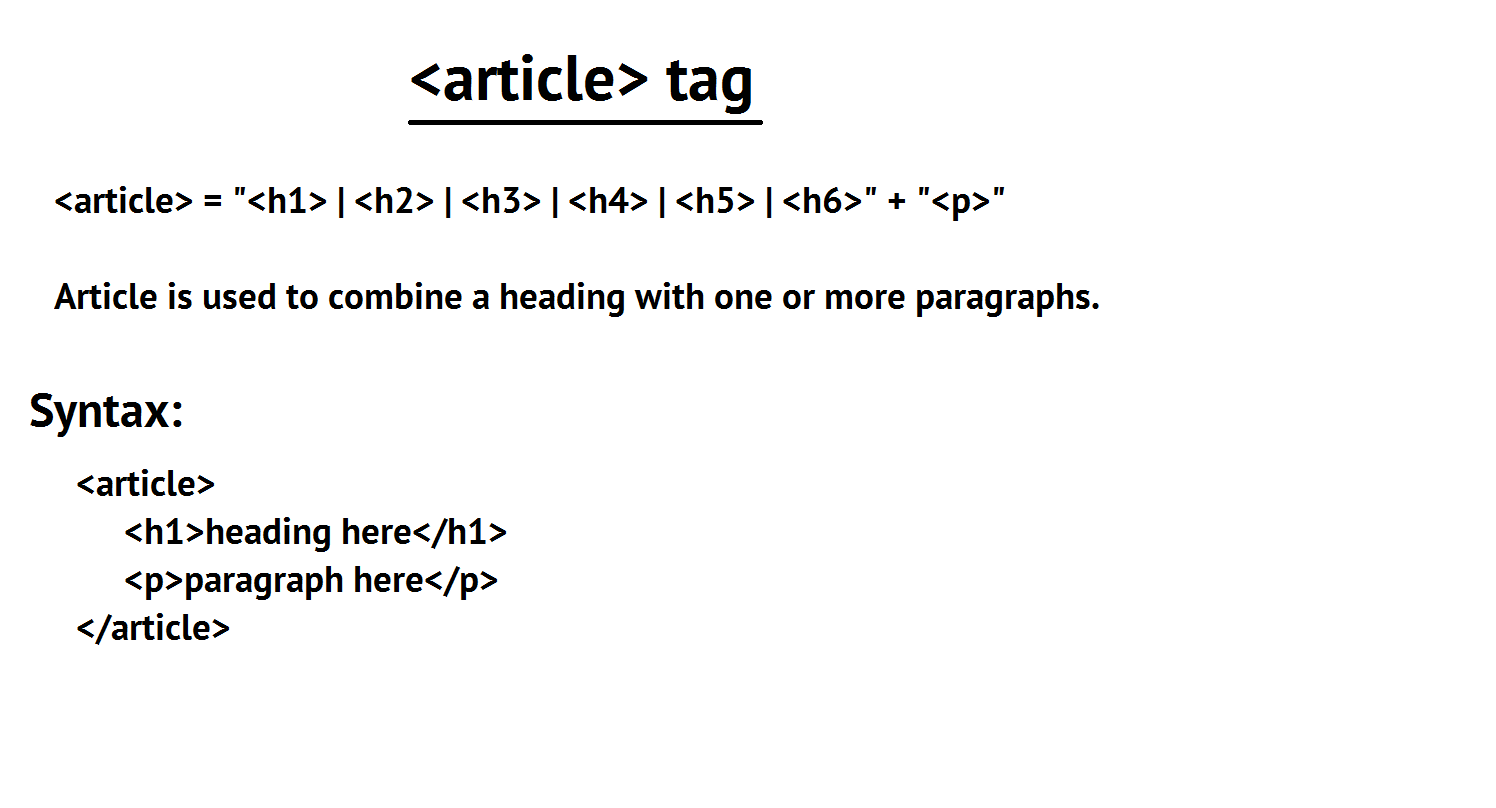 <article> tag
<article> = "<h1> | <h2> | <h3> | <h4> | <h5> | <h6>" + "<p>"
Article is used to combine a heading with one or more paragraphs.
Syntax:
<article>
<h1>heading here</h1>
<p>paragraph here</p>
</article>